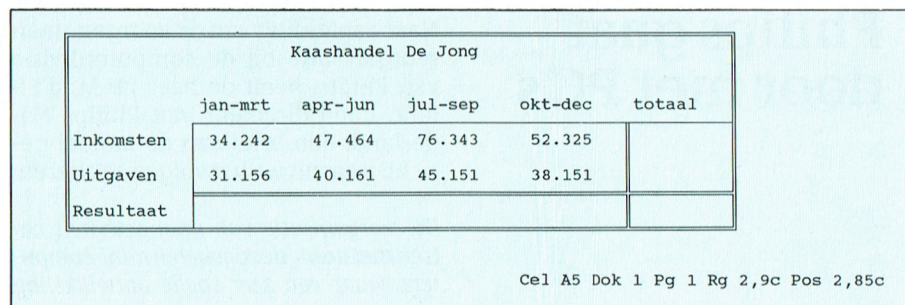 Kaashandel De Jong
jan-mrt apr-jun jul-sep okt-dec totaal
Inkomsten 34.242 47.464 76.343 52.325
Uitgaven 31.156 40.161 45.151 38.151
Resultaat
Cel A5 Dok 1 Pg 1 Rg 2,9c Pos 2,85c